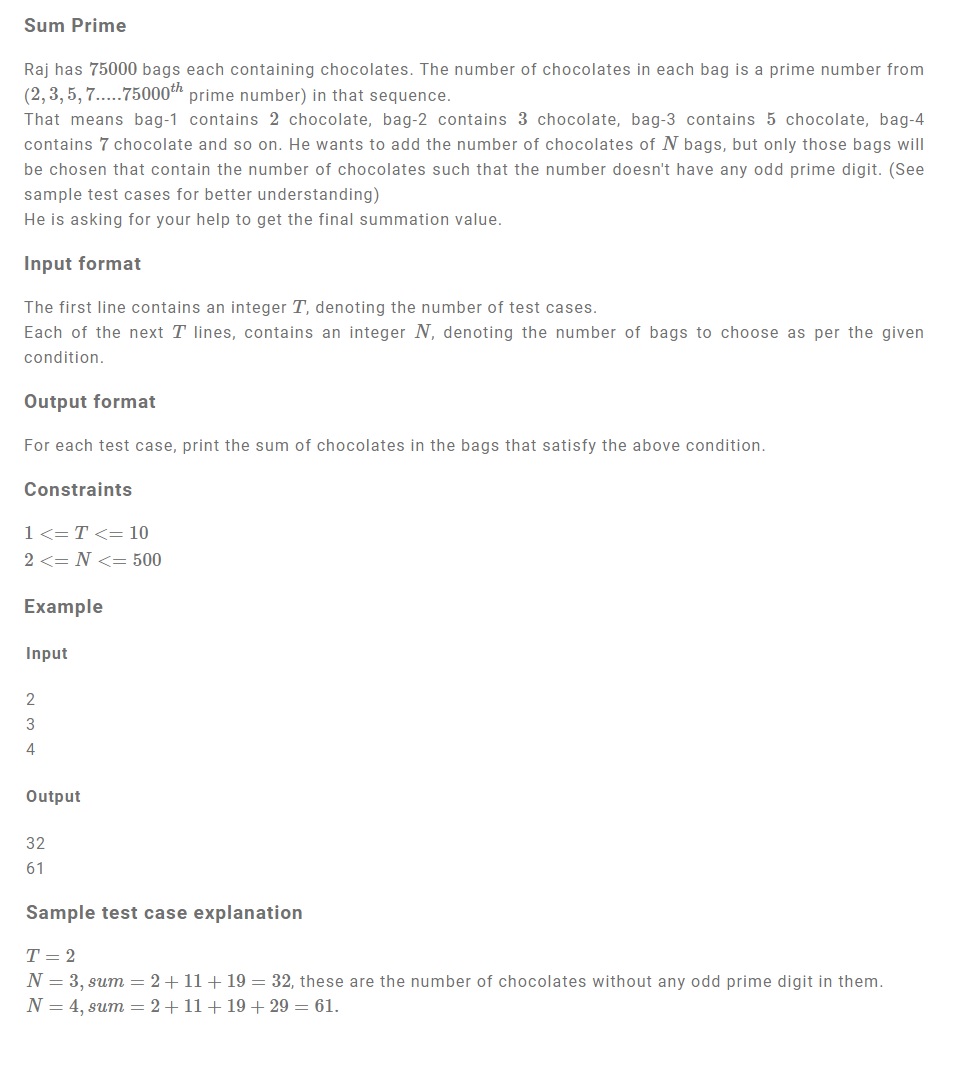 Sum Prime
Raj has 75000 bags each containing chocolates. The number of chocolates in each bag is a prime number from
(2, 3, 5, 7.....75000th prime number) in that sequence.
That means bag-1 contains 2 chocolate, bag-2 contains 3 chocolate, bag-3 contains 5 chocolate, bag-4
contains 7 chocolate and so on. He wants to add the number of chocolates of N bags, but only those bags will
be chosen that contain the number of chocolates such that the number doesn't have any odd prime digit. (See
sample test cases for better understanding)
He is asking for your help to get the final summation value.
Input format
The first line contains an integer T, denoting the number of test cases.
Each of the next T lines, contains an integer N, denoting the number of bags to choose as per the given
condition.
Output format
For each test case, print the sum of chocolates in the bags that satisfy the above condition.
Constraints
1 <= T <= 10
2 <= N <= 500
Example
Input
2
3
4
Output
32
61
Sample test case explanation
T = 2
N = 3, sum = 2 + 11 + 19 = 32, these are the number of chocolates without any odd prime digit in them.
N = 4, sum = 2 + 11 + 19 + 29 = 61.